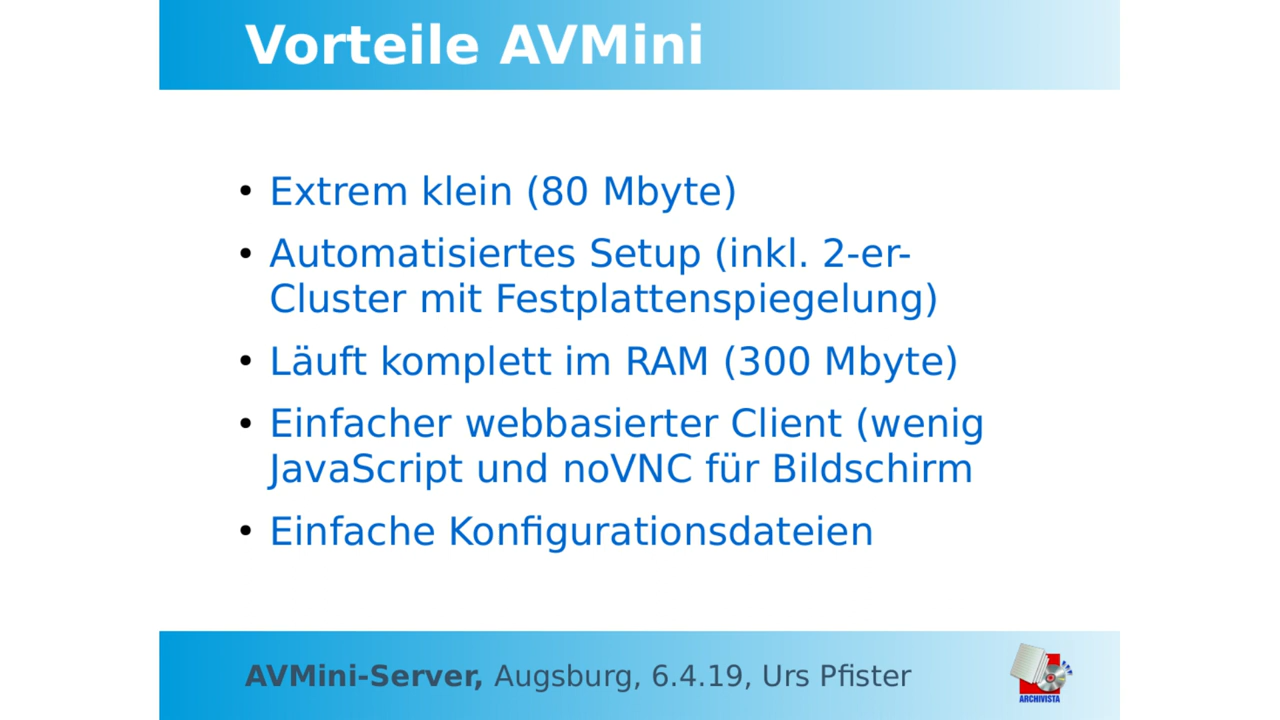 Vorteile AVMini
• Extrem klein (80 Mbyte)
• Automatisiertes Setup (inkl. 2-er-
Cluster mit Festplattenspiegelung)
• Läuft komplett im RAM (300 Mbyte)
• Einfacher webbasierter Client (wenig
JavaScript und noVNC für Bildschirm
• Einfache Konfigurationsdateien
AVMini-Server, Augsburg, 6.4.19, Urs Pfister
ARCHIVISTA